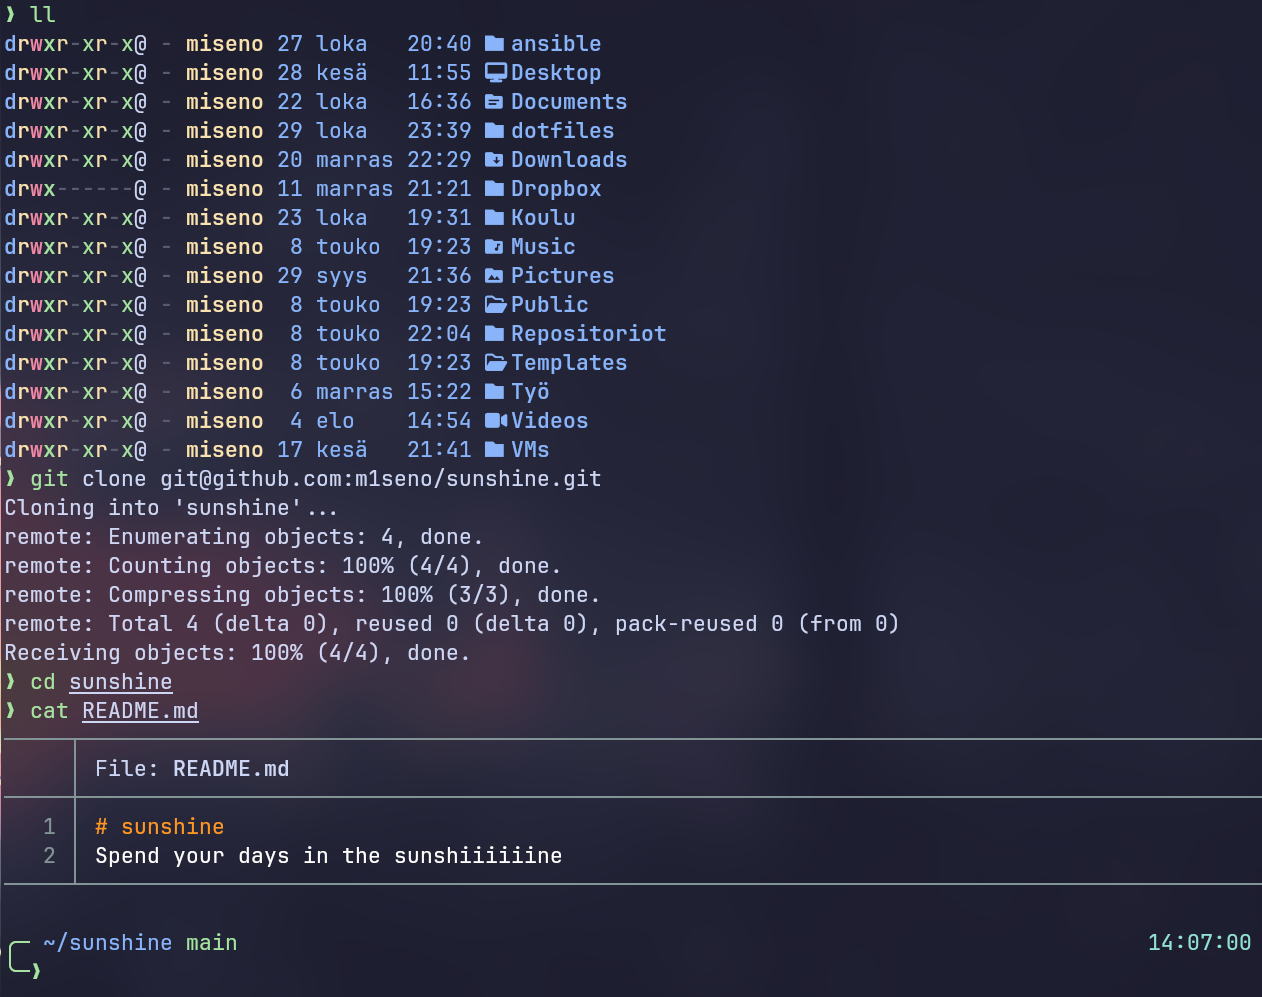 ❱ ll
drwxr-xr-x@ - miseno 27 loka   20:40 ansible
drwxr-xr-x@ - miseno 28 kesä   11:55 Desktop
drwxr-xr-x@ - miseno 22 loka   16:36 Documents
drwxr-xr-x@ - miseno 29 loka   23:39 dotfiles
drwxr-xr-x@ - miseno 20 marras 22:29 Downloads
drwx------@ - miseno 11 marras 21:21 Dropbox
drwxr-xr-x@ - miseno 23 loka   19:31 Koulu
drwxr-xr-x@ - miseno  8 touko  19:23 Music
drwxr-xr-x@ - miseno 29 syys   21:36 Pictures
drwxr-xr-x@ - miseno  8 touko  19:23 Public
drwxr-xr-x@ - miseno  8 touko  22:04 Repositoriot
drwxr-xr-x@ - miseno  8 touko  19:23 Templates
drwxr-xr-x@ - miseno  6 marras 15:22 Työ
drwxr-xr-x@ - miseno  4 elo    14:54 Videos
drwxr-xr-x@ - miseno 17 kesä   21:41 VMs
❱ git clone git@github.com:m1seno/sunshine.git
Cloning into 'sunshine'...
remote: Enumerating objects: 4, done.
remote: Counting objects: 100% (4/4), done.
remote: Compressing objects: 100% (3/3), done.
remote: Total 4 (delta 0), reused 0 (delta 0), pack-reused 0 (from 0)
Receiving objects: 100% (4/4), done.
❱ cd sunshine
❱ cat README.md
File: README.md
1 # sunshine
2 Spend your days in the sunshiiiiiine
~/sunshine main 14:07:00
❱